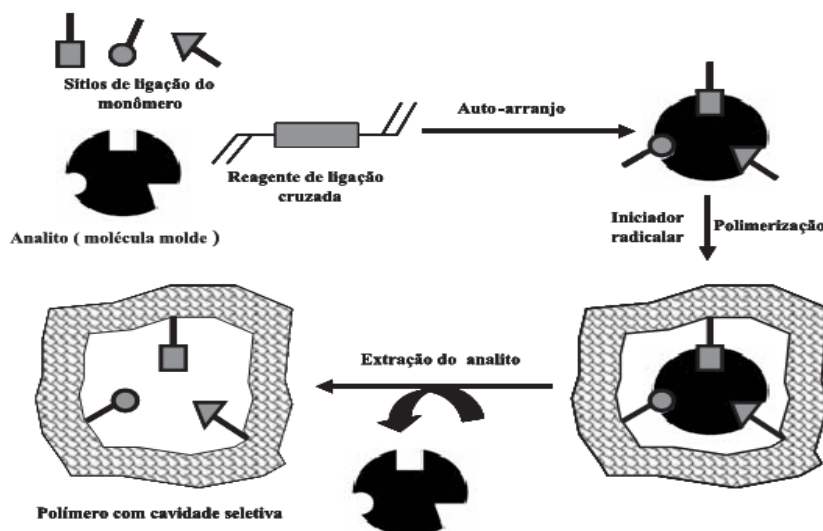 Sítios de ligação do
monômero
Auto-arranjo
Reagente de ligação
cruzada
Analito ( molécula molde )
Iniciador
radicalar
Polimerização
Extração do analito
Polímero com cavidade seletiva